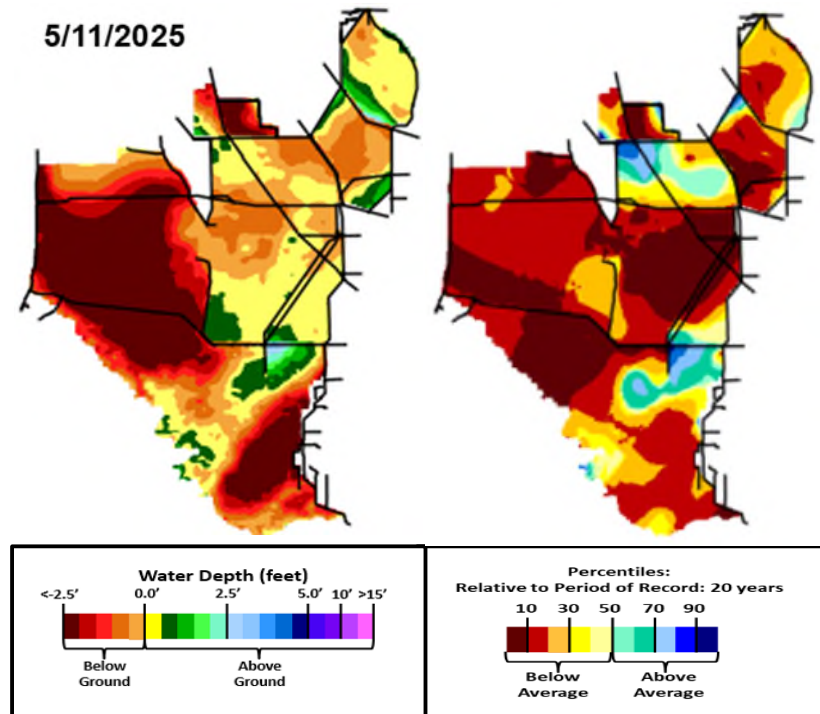 5/11/2025
Water Depth (feet)
<-2.5' 0.0' 2.5' 5.0' 10' >15'
Below
Ground
Above
Ground
Percentiles:
Relative to Period of Record: 20 years
10 30 50 70 90
Below
Average
Above
Average